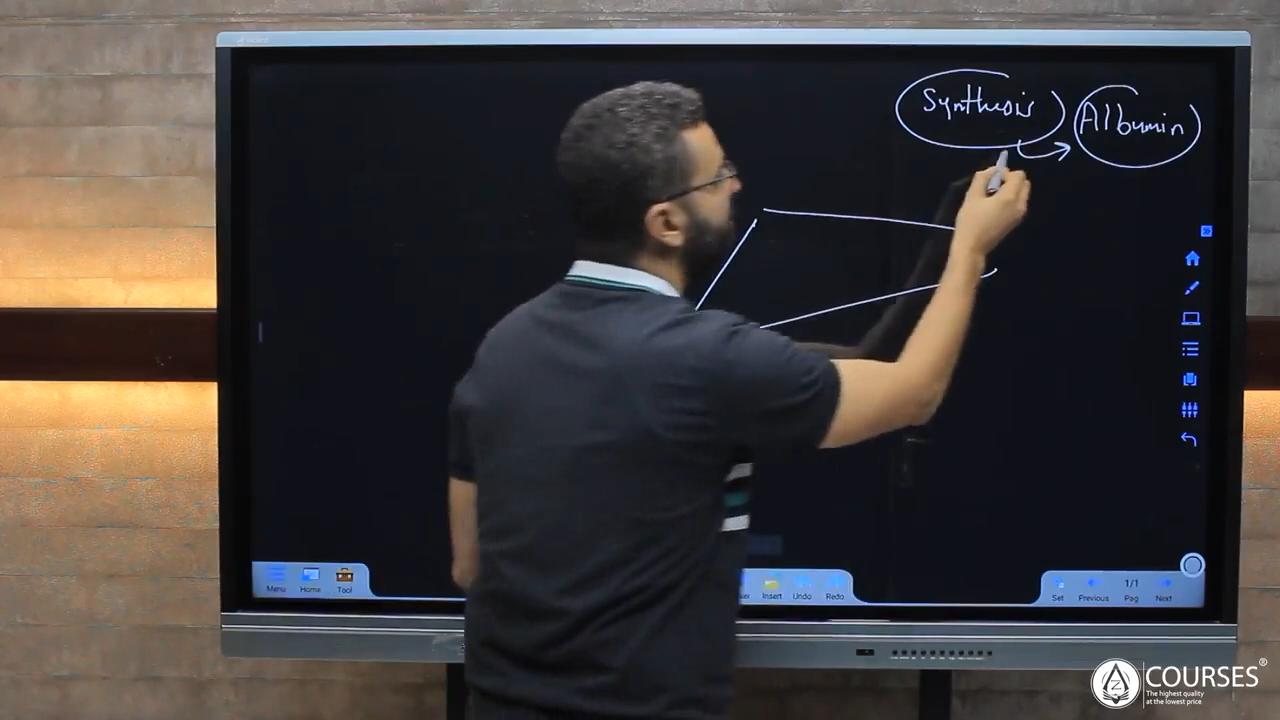 Synthesis
Albumin
Menu
Home
Tool
Insert
Undo
Redo
Set
Previous
1/1
Pag
Next
COURSES®
The highest quality
at the lowest price